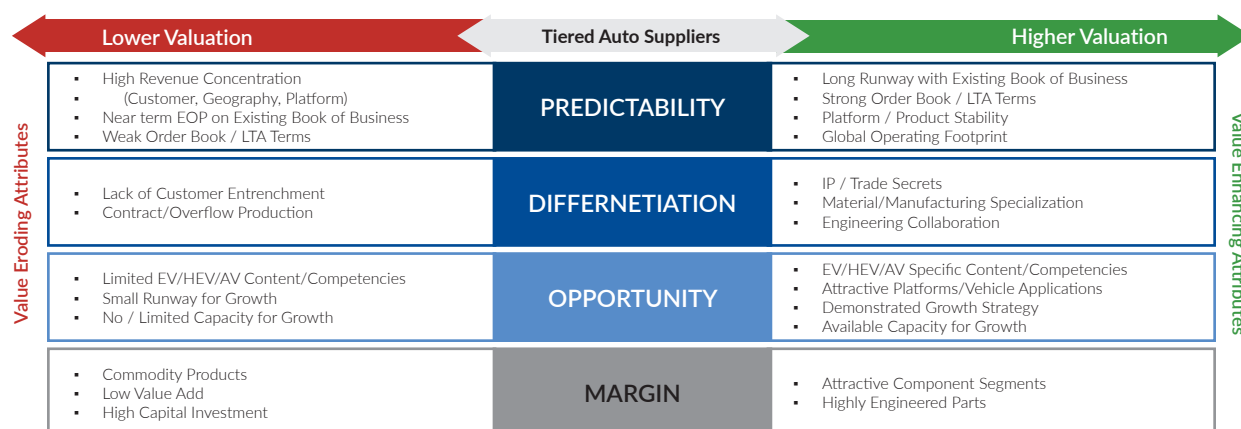 Lower Valuation
Tiered Auto Suppliers
Higher Valuation
Value Eroding Attributes
▪ High Revenue Concentration
▪ (Customer, Geography, Platform)
▪ Near term EOP on Existing Book of Business
▪ Weak Order Book / LTA Terms
PREDICTABILITY
▪ Long Runway with Existing Book of Business
▪ Strong Order Book / LTA Terms
▪ Platform / Product Stability
▪ Global Operating Footprint
▪ Lack of Customer Entrenchment
▪ Contract/Overflow Production
DIFFERNETIATION
▪ IP / Trade Secrets
▪ Material/Manufacturing Specialization
▪ Engineering Collaboration
▪ Limited EV/HEV/AV Content/Competencies
▪ Small Runway for Growth
▪ No / Limited Capacity for Growth
OPPORTUNITY
▪ EV/HEV/AV Specific Content/Competencies
▪ Attractive Platforms/Vehicle Applications
▪ Demonstrated Growth Strategy
▪ Available Capacity for Growth
▪ Commodity Products
▪ Low Value Add
▪ High Capital Investment
MARGIN
▪ Attractive Component Segments
▪ Highly Engineered Parts
Value Enhancing Attributes